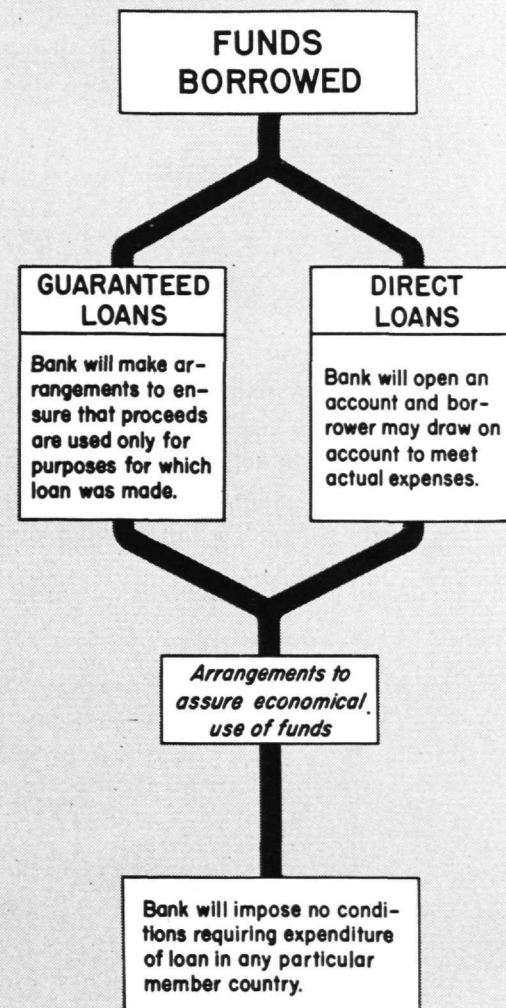 FUNDS
BORROWED
GUARANTEED
LOANS
Bank will make ar-
rangements to en-
sure that proceeds
are used only for
purposes for which
loan was made.
DIRECT
LOANS
Bank will open an
account and bor-
rower may draw on
account to meet
actual expenses.
Arrangements to
assure economical
use of funds
Bank will impose no condi-
tions requiring expenditure
of loan in any particular
member country.